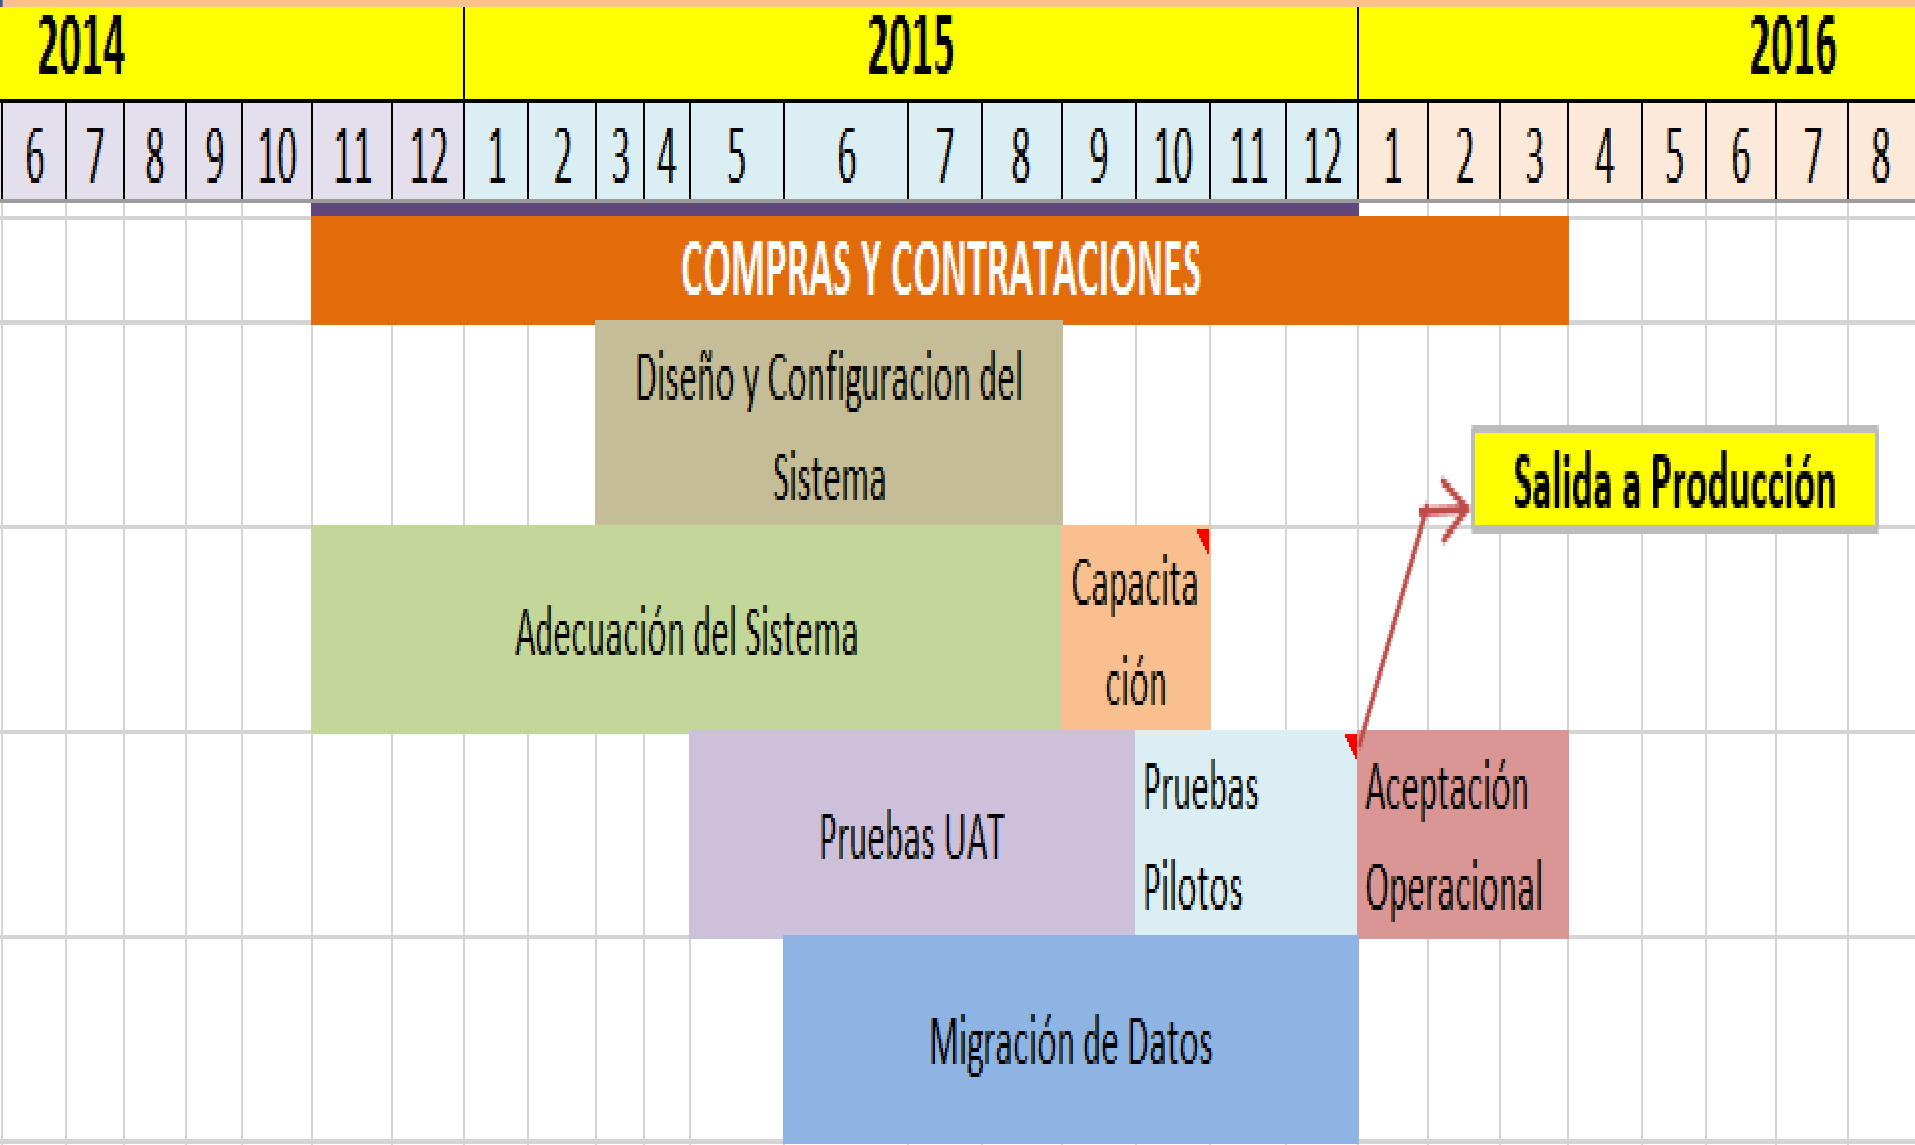 2014 2015 2016
6 7 8 9 10 11 12 1 2 3 4 5 6 7 8 9 10 11 12 1 2 3 4 5 6 7 8
COMPRAS Y CONTRATACIONES
Diseño y Configuracion del
Sistema
Salida a Producción
Adecuación del Sistema
Capacita
ción
Pruebas UAT
Pruebas
Pilotos
Aceptación
Operacional
Migración de Datos